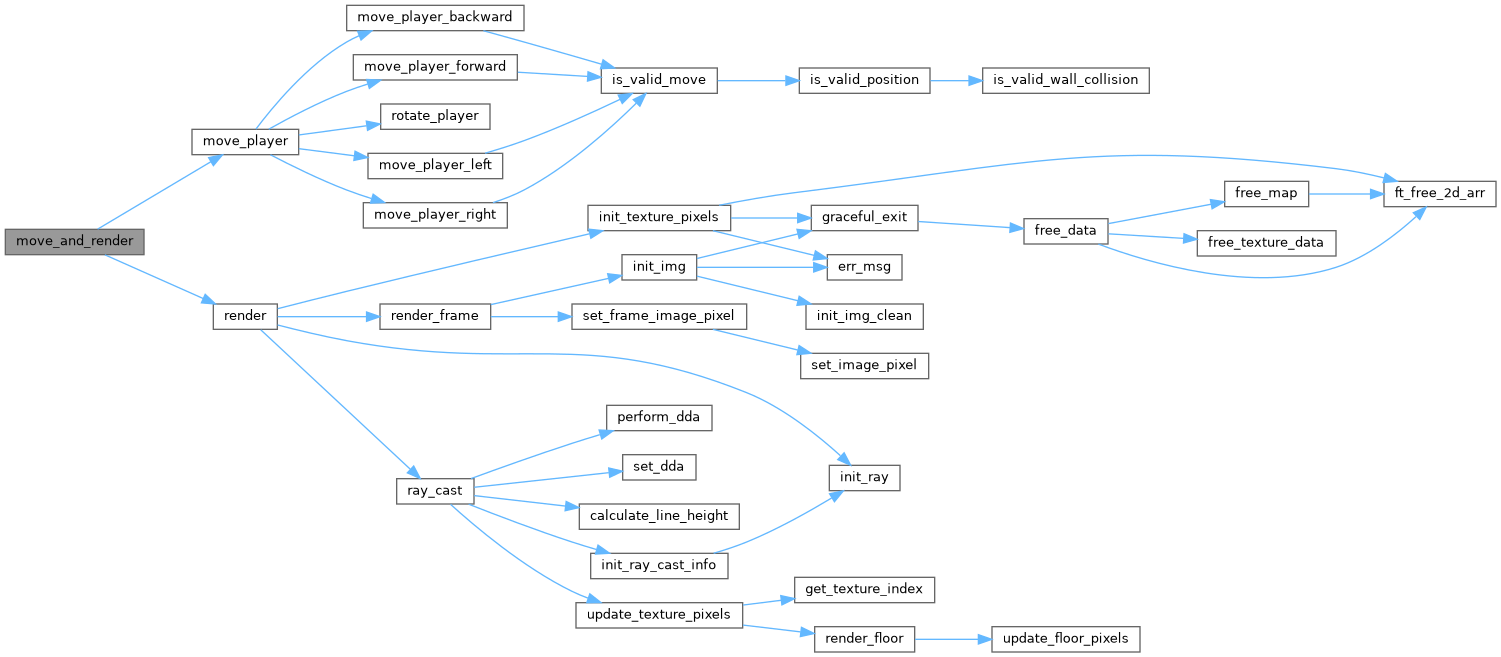 move_player_backward
move_player_forward
is_valid_move
is_valid_position
is_valid_wall_collision
rotate_player
move_player
move_player_left
move_player_right
move_and_render
init_texture_pixels
graceful_exit
free_map
ft_free_2d_arr
free_data
free_texture_data
init_img
err_msg
render
render_frame
set_frame_image_pixel
init_img_clean
set_image_pixel
perform_dda
set_dda
ray_cast
init_ray
calculate_line_height
init_ray_cast_info
get_texture_index
update_texture_pixels
render_floor
update_floor_pixels